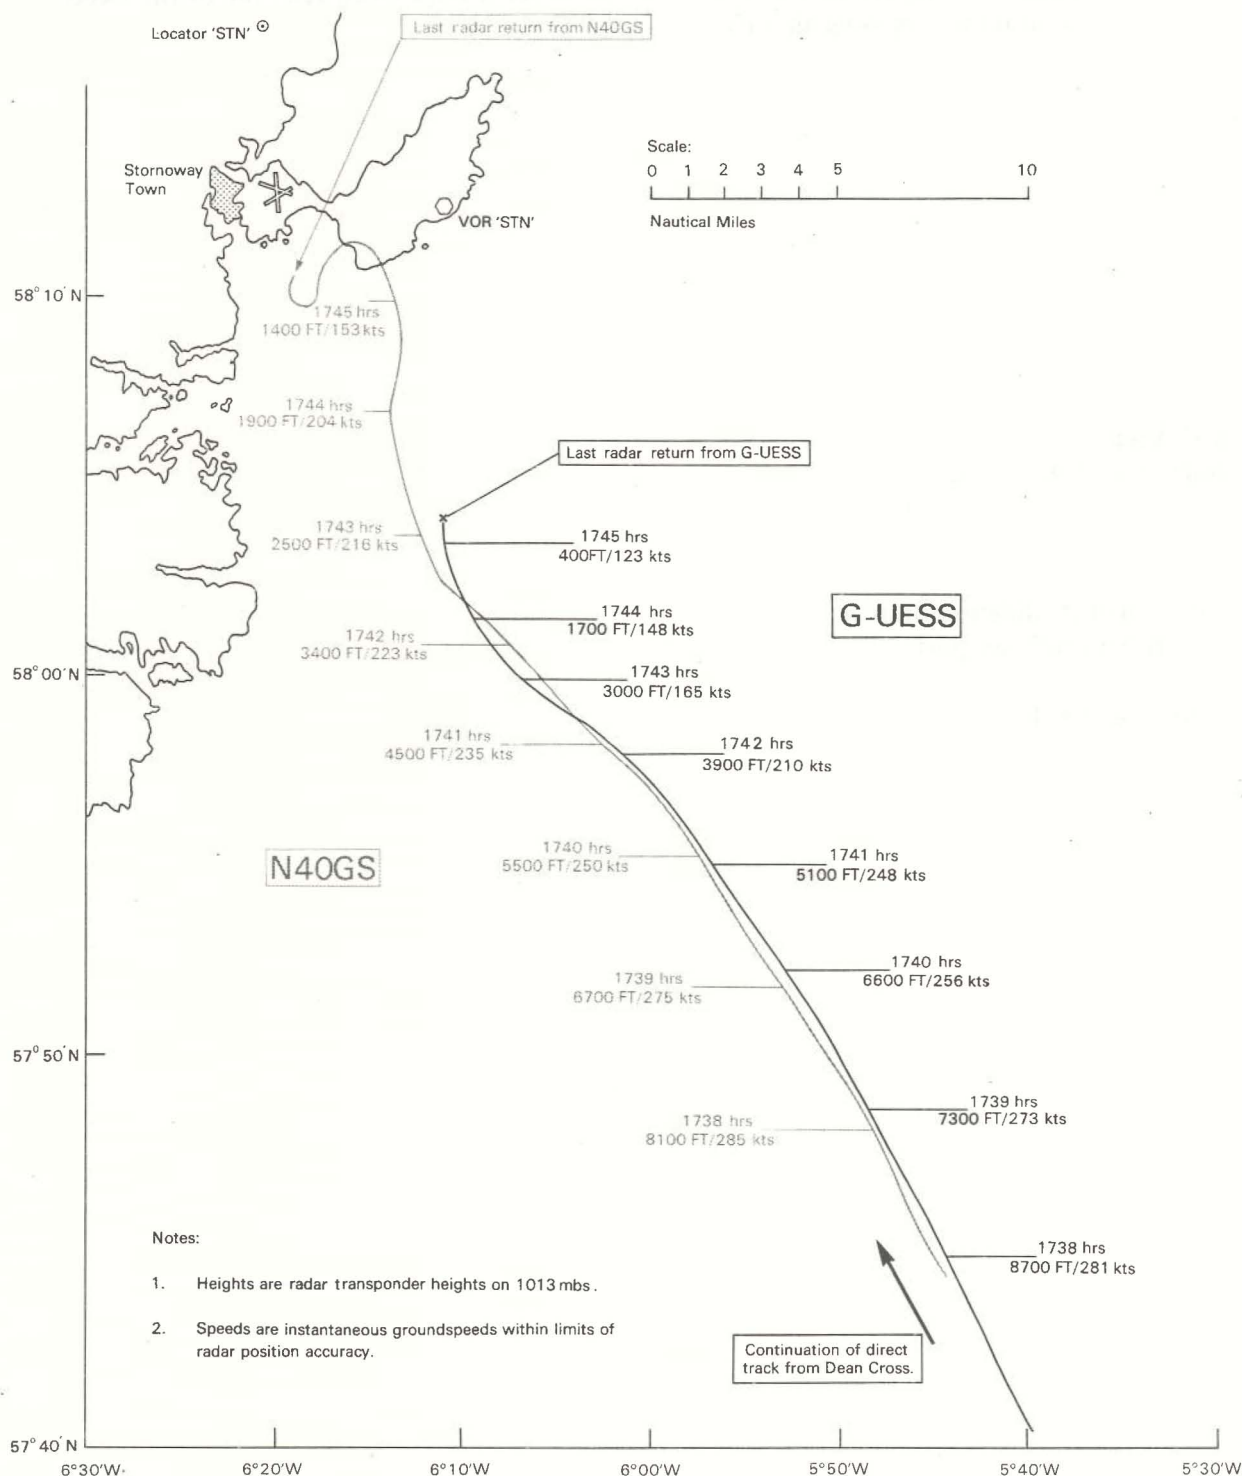 Locator 'STN'
Last radar return from N40GS
Stornoway
Town
VOR 'STN'
Scale:
0 1 2 3 4 5 10
Nautical Miles
58°10'N
1745 hrs
1400 FT/153 kts
1744 hrs
1900 FT/204 kts
Last radar return from G-UESS
1743 hrs
2500 FT/216 kts
1745 hrs
400FT/123 kts
G-UESS
1744 hrs
1700 FT/148 kts
1742 hrs
3400 FT/223 kts
58°00'N
1743 hrs
3000 FT/165 kts
1741 hrs
4500 FT/235 kts
1742 hrs
3900 FT/210 kts
N40GS
1740 hrs
5500 FT/250 kts
1741 hrs
5100 FT/248 kts
1740 hrs
6600 FT/256 kts
1739 hrs
6700 FT/275 kts
57°50'N
1739 hrs
7300 FT/273 kts
1738 hrs
8100 FT/285 kts
1738 hrs
8700 FT/281 kts
Notes:
1. Heights are radar transponder heights on 1013 mbs.
2. Speeds are instantaneous groundspeeds within limits of
radar position accuracy.
Continuation of direct
track from Dean Cross.
57°40'N
6°30'W 6°20'W 6°10'W 6°00'W 5°50'W 5°40'W 5°30'W